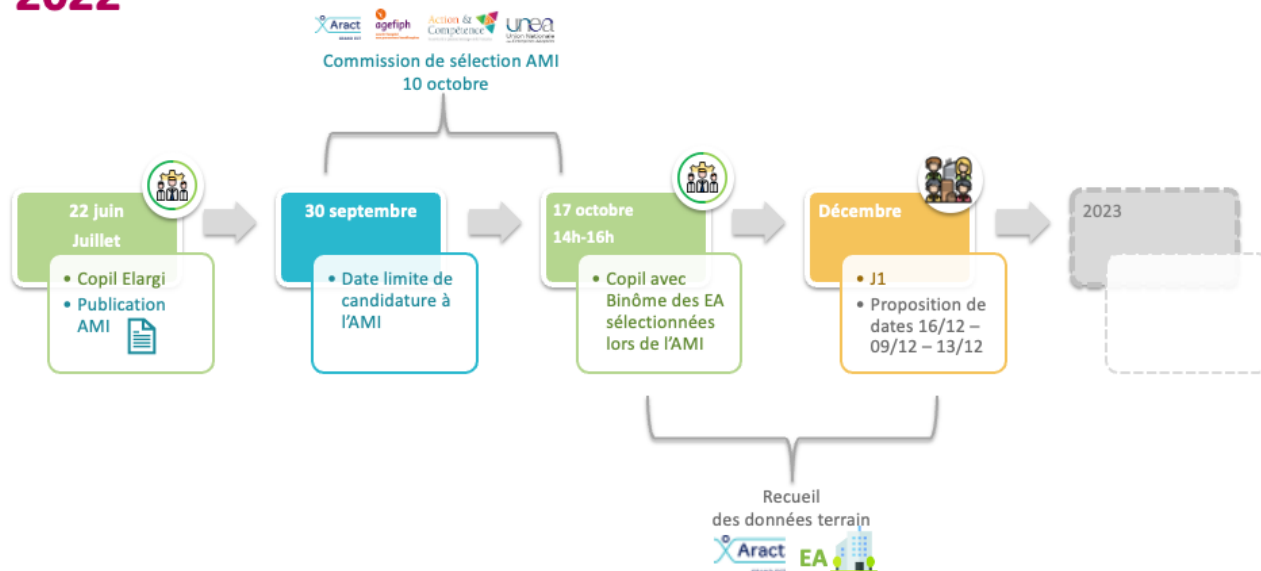 2022
Aract
agefiph
Action &
Compétence
unea
Union Nationale
Commission de sélection AMI
10 octobre
22 juin
Juillet
• Copil Elargi
• Publication
AMI
30 septembre
• Date limite de
candidature à
l’AMI
17 octobre
14h-16h
• Copil avec
Binôme des EA
sélectionnées
lors de l’AMI
Décembre
• J1
• Proposition de
dates 16/12 –
09/12 – 13/12
2023
Recueil
des données terrain
Aract
EA